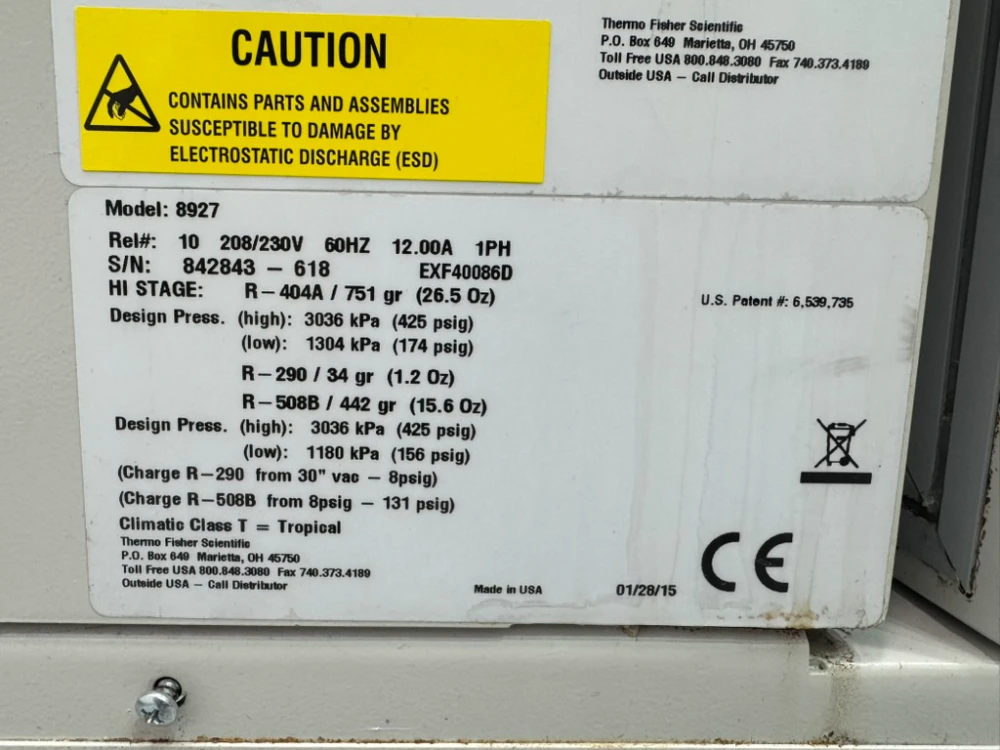 CAUTION
CONTAINS PARTS AND ASSEMBLIES
SUSCEPTIBLE TO DAMAGE BY
ELECTROSTATIC DISCHARGE (ESD)
Thermo Fisher Scientific
P.O. Box 649 Marietta, OH 45750
Toll Free USA 800.848.3080 Fax 740.373.4189
Outside USA – Call Distributor
Model: 8927
Rel#: 10 208/230V 60HZ 12.00A 1PH
S/N: 842843 – 618 EXF40086D
HI STAGE: R–404A / 751 gr (26.5 Oz)
Design Press. (high): 3036 kPa (425 psig)
(low): 1304 kPa (174 psig)
R–290 / 34 gr (1.2 Oz)
R–508B / 442 gr (15.6 Oz)
Design Press. (high): 3036 kPa (425 psig)
(low): 1180 kPa (156 psig)
(Charge R–290 from 30" vac – 8psig)
(Charge R–508B from 8psig – 131 psig)
Climatic Class T = Tropical
Thermo Fisher Scientific
P.O. Box 649 Marietta, OH 45750
Toll Free USA 800.848.3080 Fax 740.373.4189
Outside USA – Call Distributor
U.S. Patent #: 6,539,735
Made in USA
01/28/15
CE